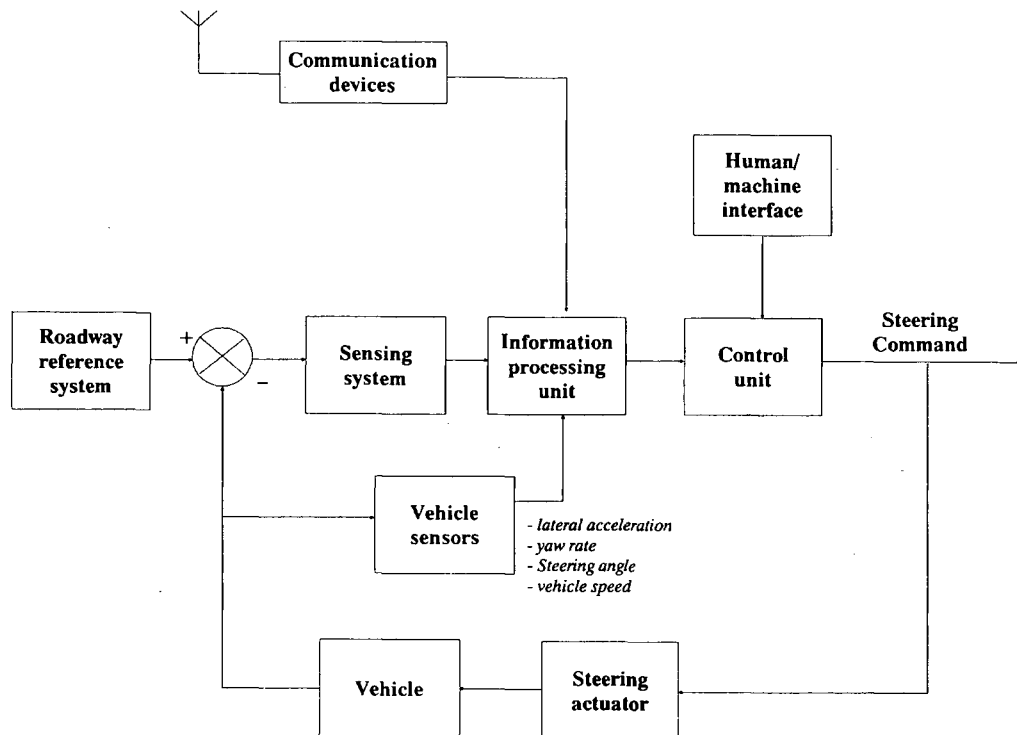 Communication
devices
Human/
machine
interface
Roadway
reference
system
+
−
Sensing
system
Information
processing
unit
Control
unit
Steering
Command
Vehicle
sensors
- lateral acceleration
- yaw rate
- Steering angle
- vehicle speed
Vehicle
Steering
actuator